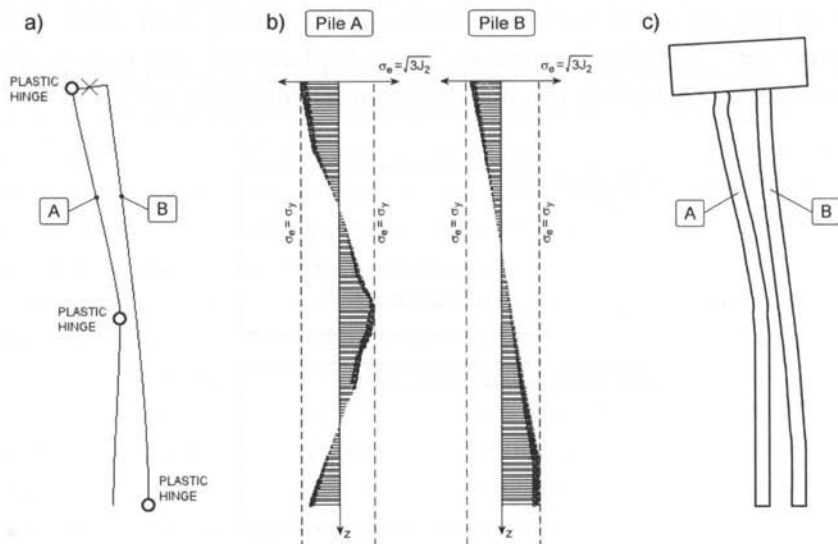 a)
PLASTIC
HINGE
A
B
PLASTIC
HINGE
PLASTIC
HINGE
b)
Pile A
Pile B
σe=√3J2
σe=√3J2
σe= σy
σe= σy
σe= σy
σe= σy
z
z
c)
A
B